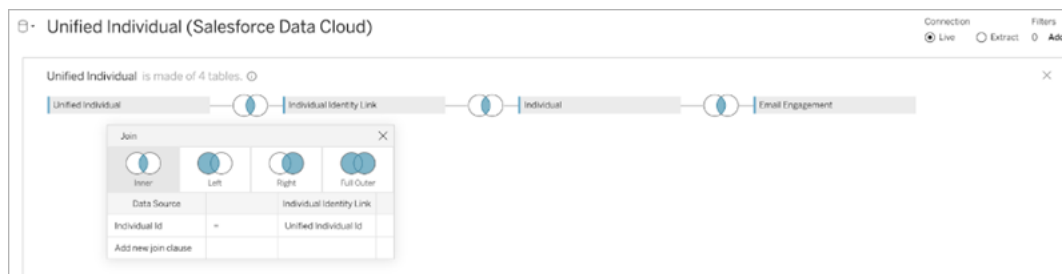 Unified Individual (Salesforce Data Cloud)
Connection
Live
Extract
Filters
0
Add
Unified Individual is made of 4 tables.
Unified Individual
Individual Identity Link
Individual
Email Engagement
Join
Inner
Left
Right
Full Outer
Data Source
Individual Identity Link
Individual Id
=
Unified Individual Id
Add new join clause